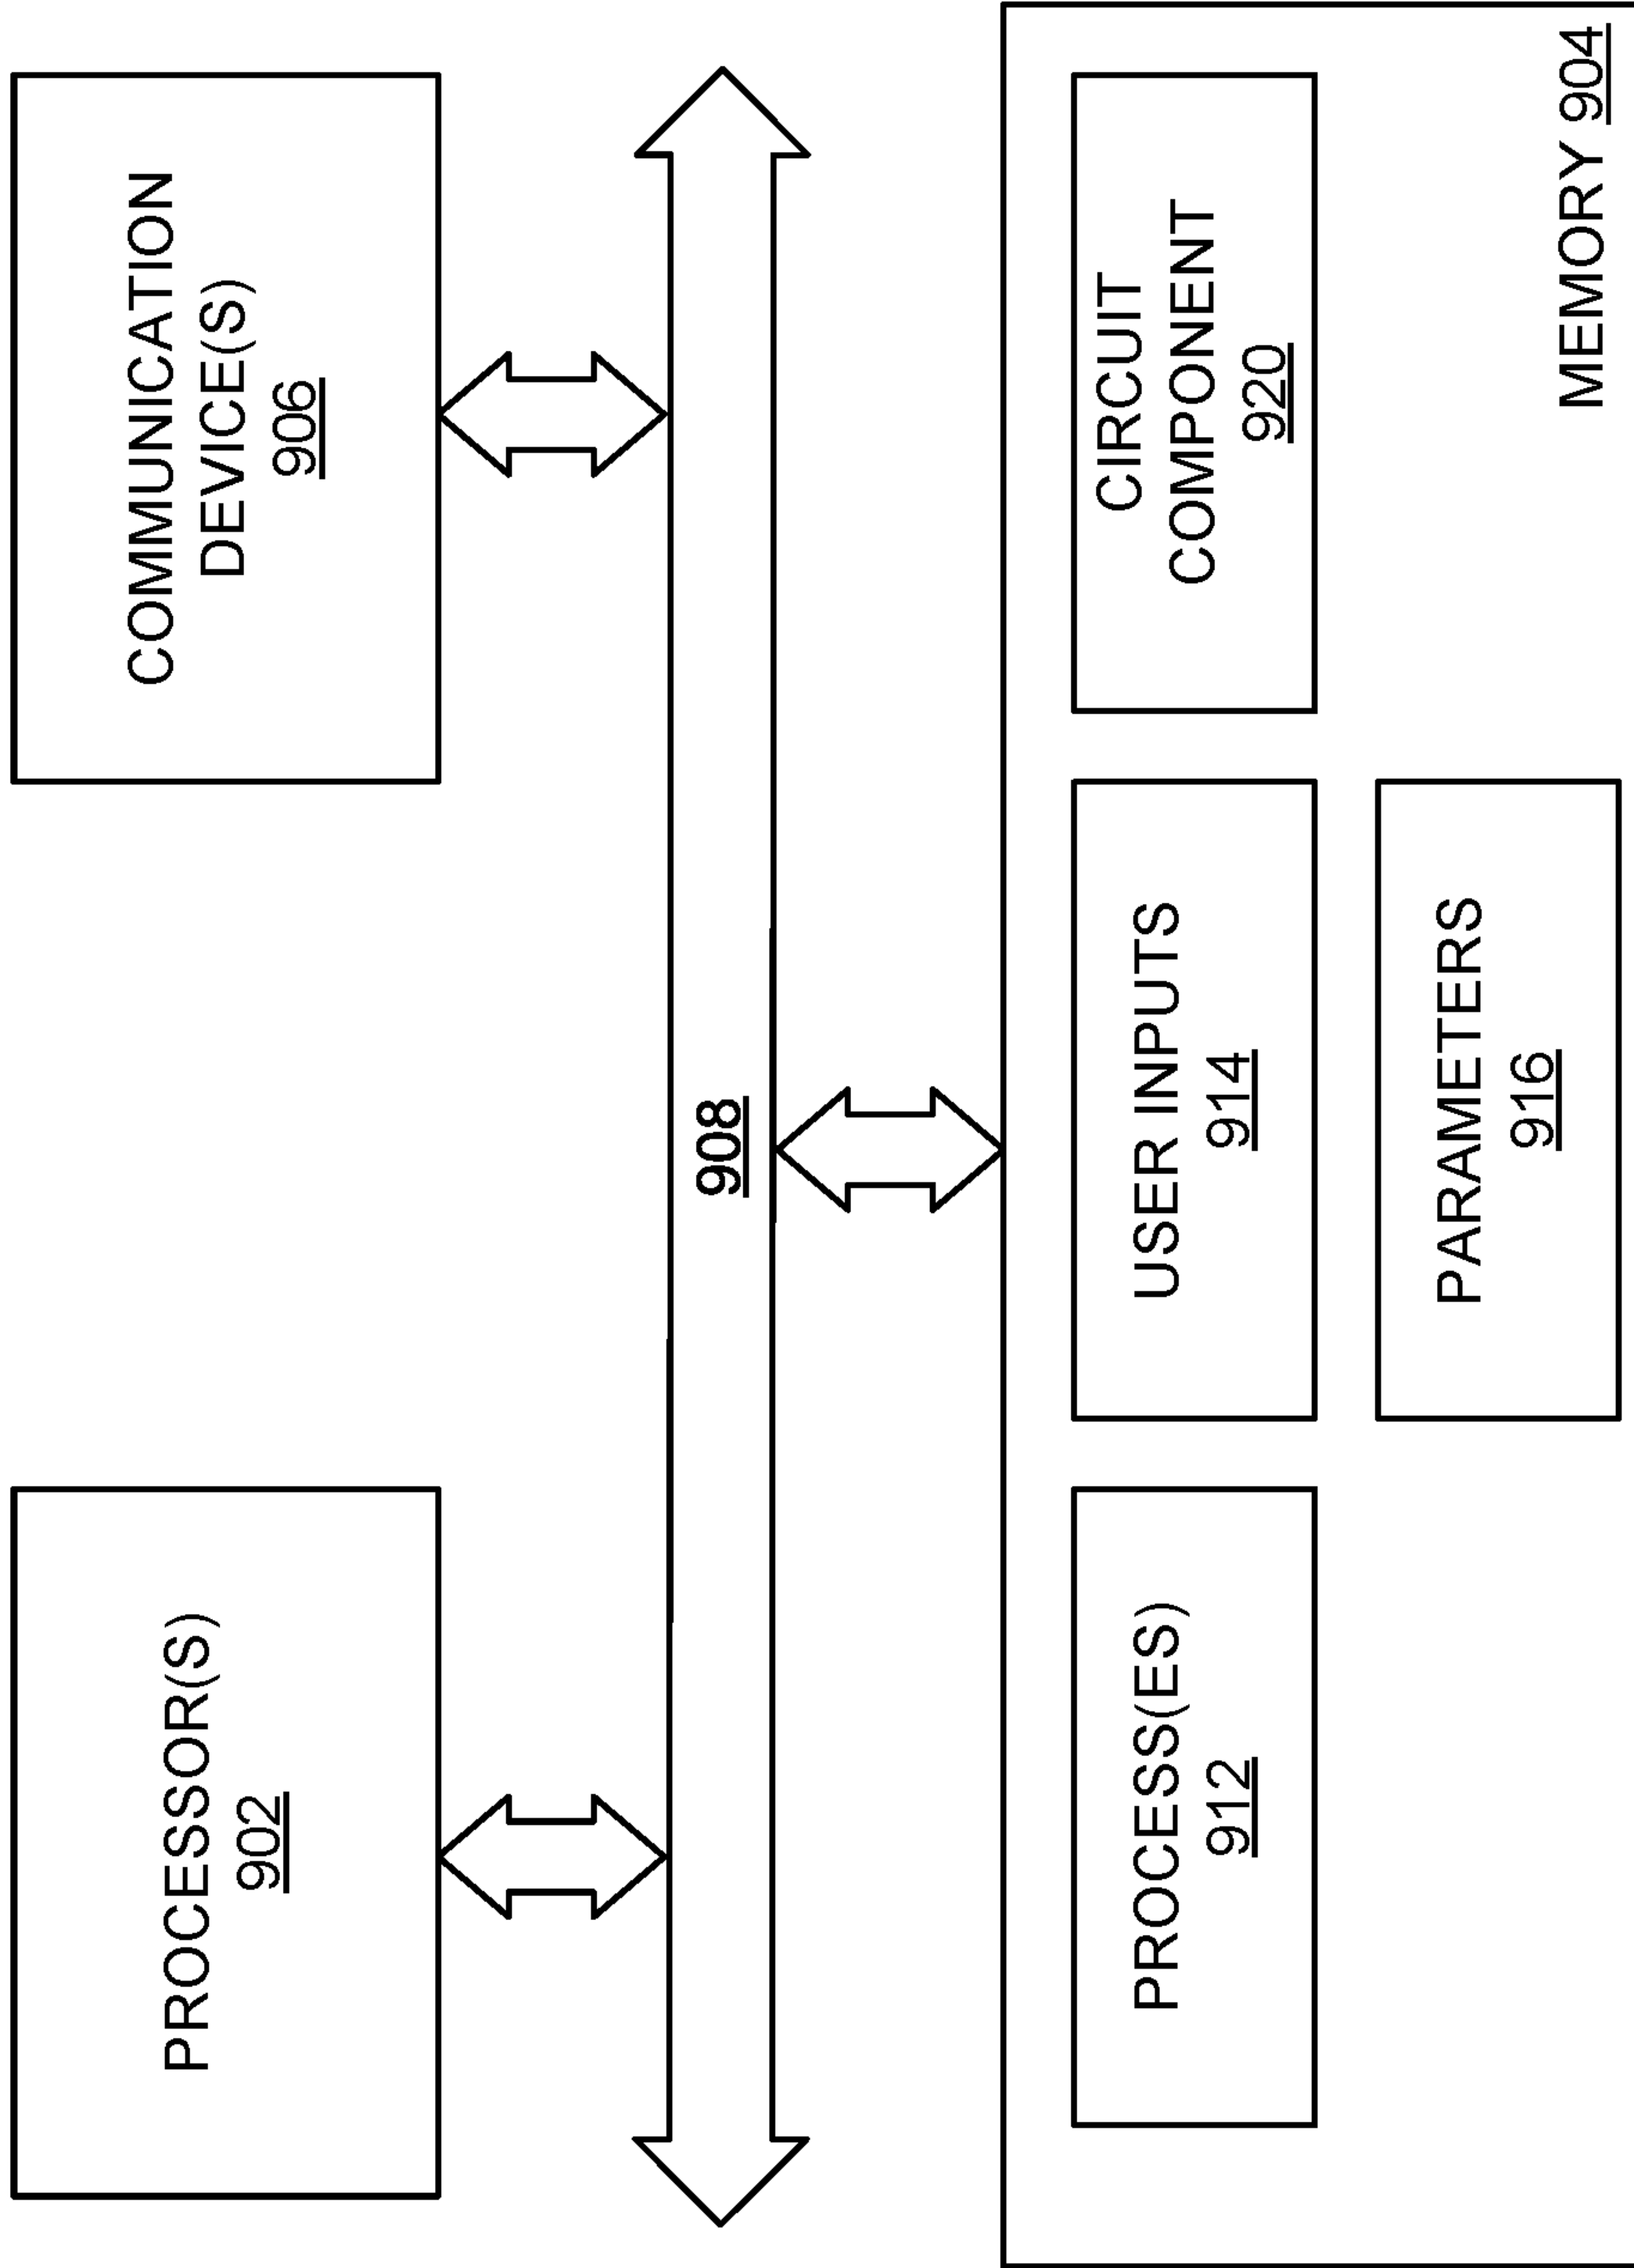 PROCESSOR(S)
902
COMMUNICATION
DEVICE(S)
906
908
PROCESS(ES)
912
USER INPUTS
914
CIRCUIT
COMPONENT
920
PARAMETERS
916
MEMORY 904